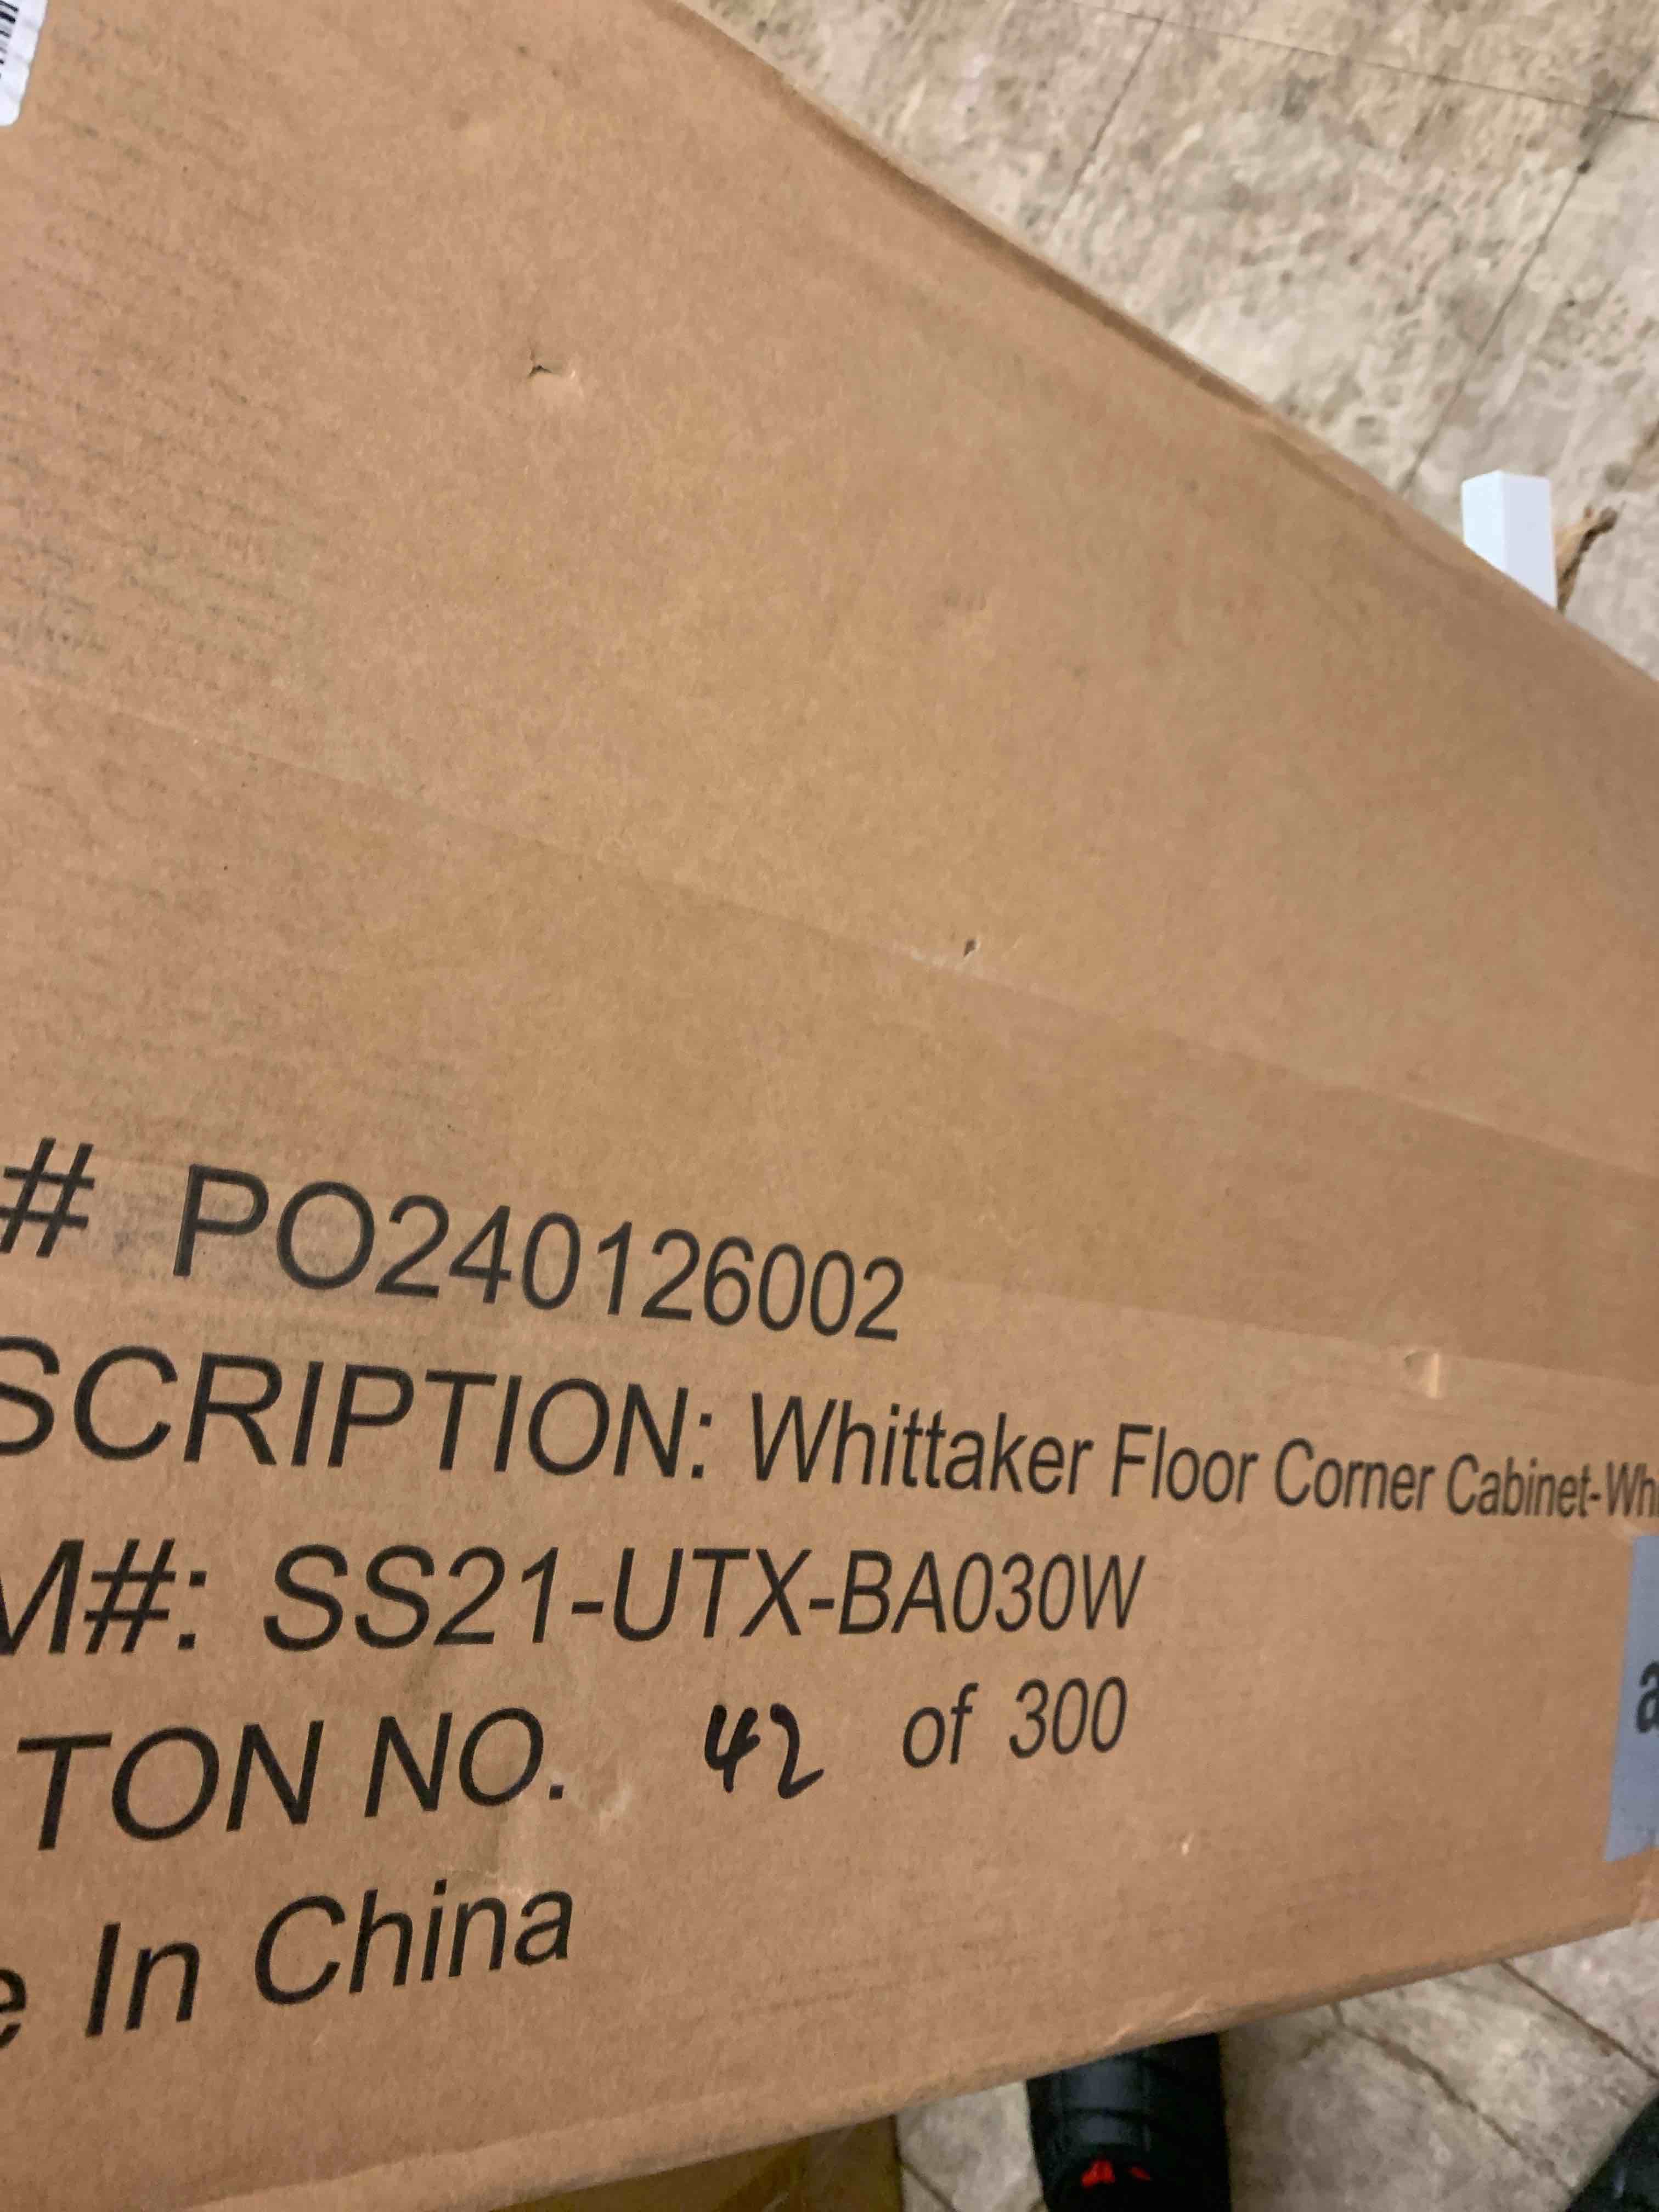 # PO240126002
SCRIPTION: Whittaker Floor Corner Cabinet-Wh
M#: SS21-UTX-BA030W
TON NO. 42 of 300
e In China
a